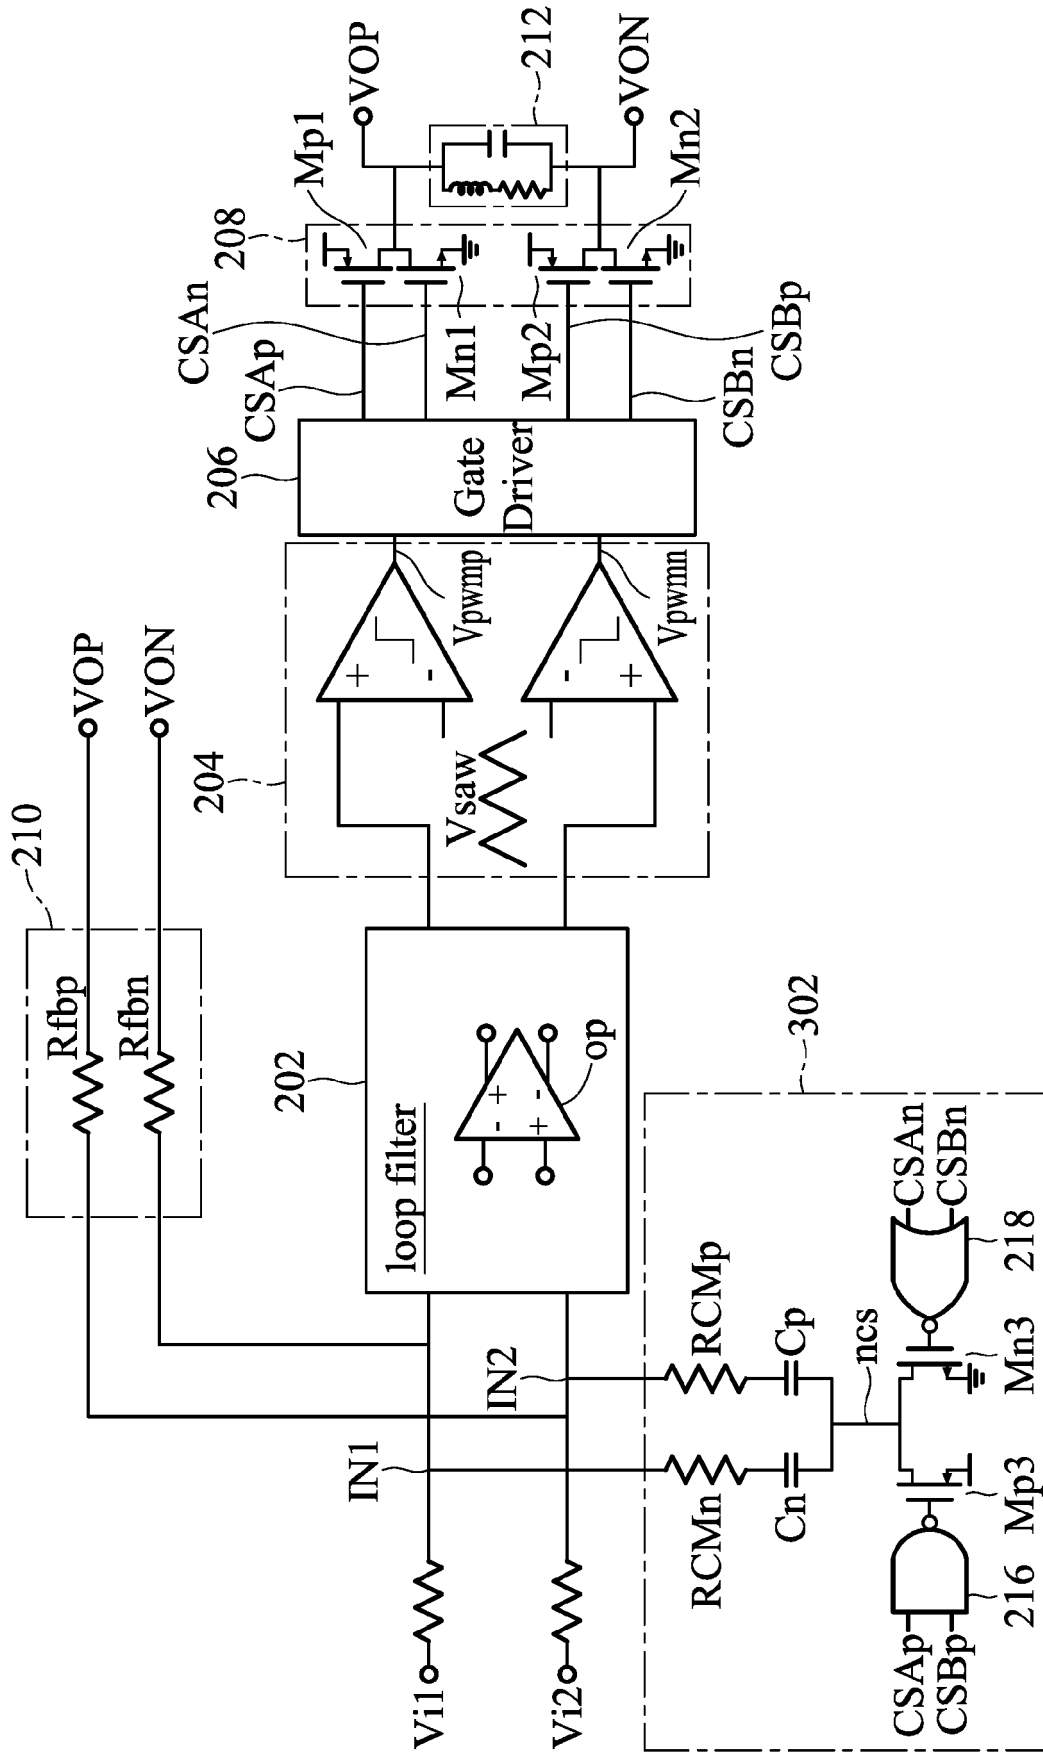 210
Rfbp
Rfbn
VOP
VON
204
206
CSAp
CSAn
208
Mp1
VOP
202
loop filter
+
-
-
+
op
Vsaw
+
-
-
+
Vpwmp
Vpwmn
Gate
Driver
Mn1
Mp2
CSBn
CSBp
Mn2
212
VON
Vi1
Vi2
IN1
IN2
302
RCMn
RCMp
Cn
Cp
ncs
CSAp
CSBp
216
Mp3
Mn3
218
CSAn
CSBn